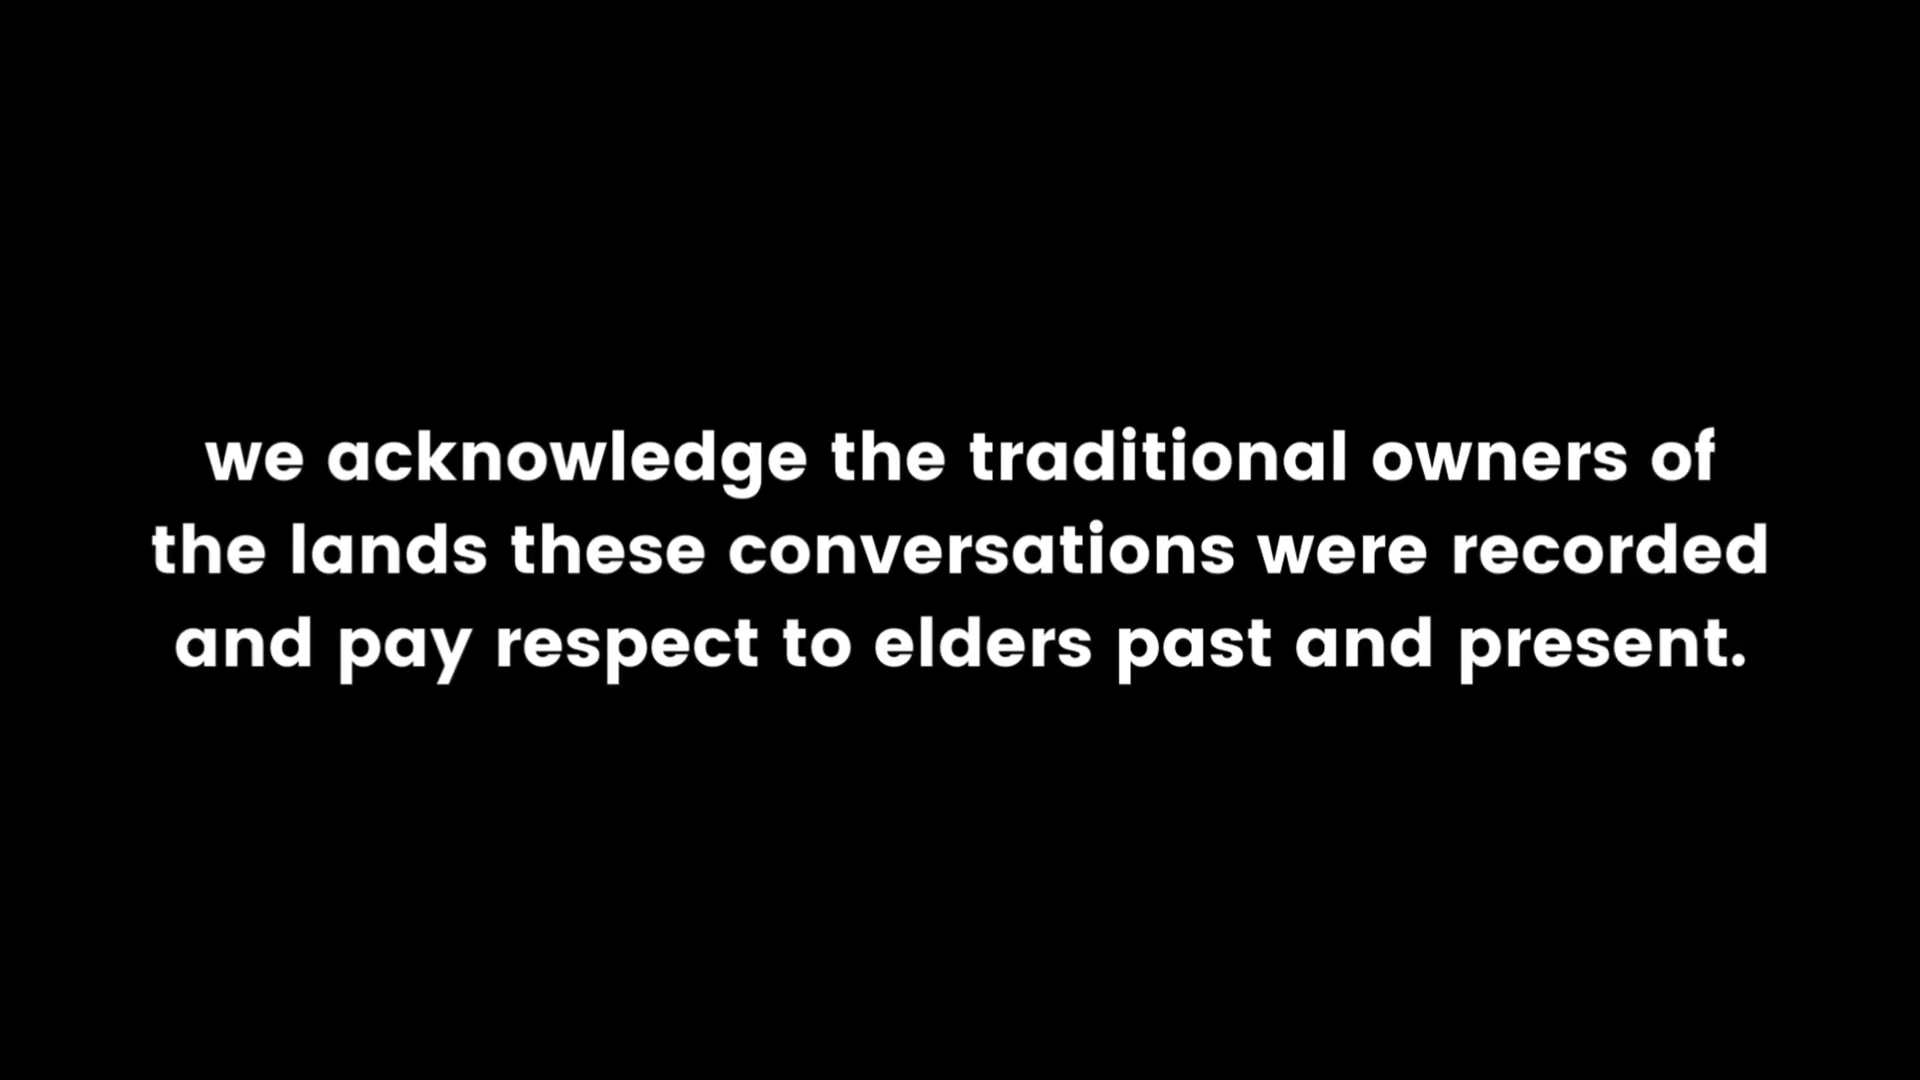 we acknowledge the traditional owners of
the lands these conversations were recorded
and pay respect to elders past and present.